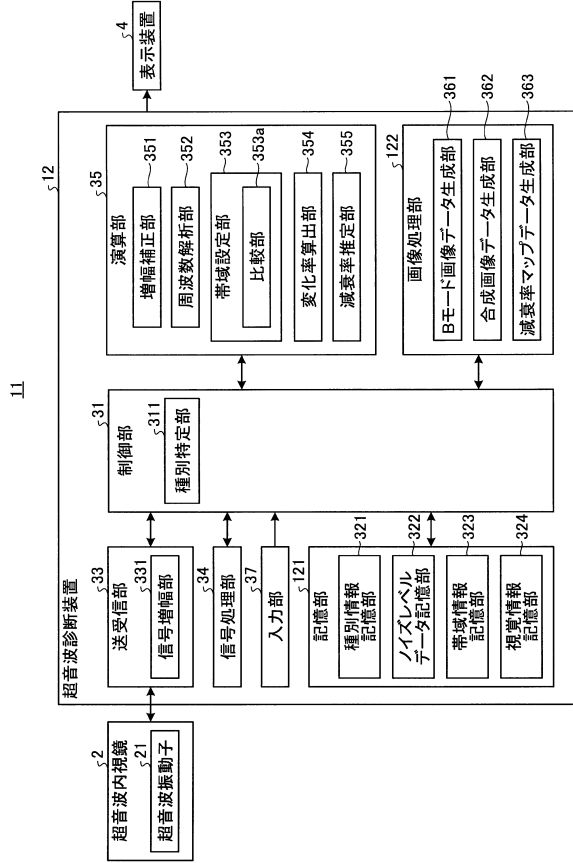 11
超音波内視鏡
2
超音波振動子
21
超音波診断装置
12
送受信部
33
信号増幅部
331
信号処理部
34
入力部
37
記憶部
121
種別情報
記憶部
321
ノイズレベル
データ記憶部
322
帯域情報
記憶部
323
視覚情報
記憶部
324
制御部
31
種別特定部
311
演算部
35
増幅補正部
351
周波数解析部
352
帯域設定部
353
比較部
353a
変化率算出部
354
減衰率推定部
355
画像処理部
122
Bモード画像データ生成部
361
合成画像データ生成部
362
減衰率マップデータ生成部
363
表示装置
4